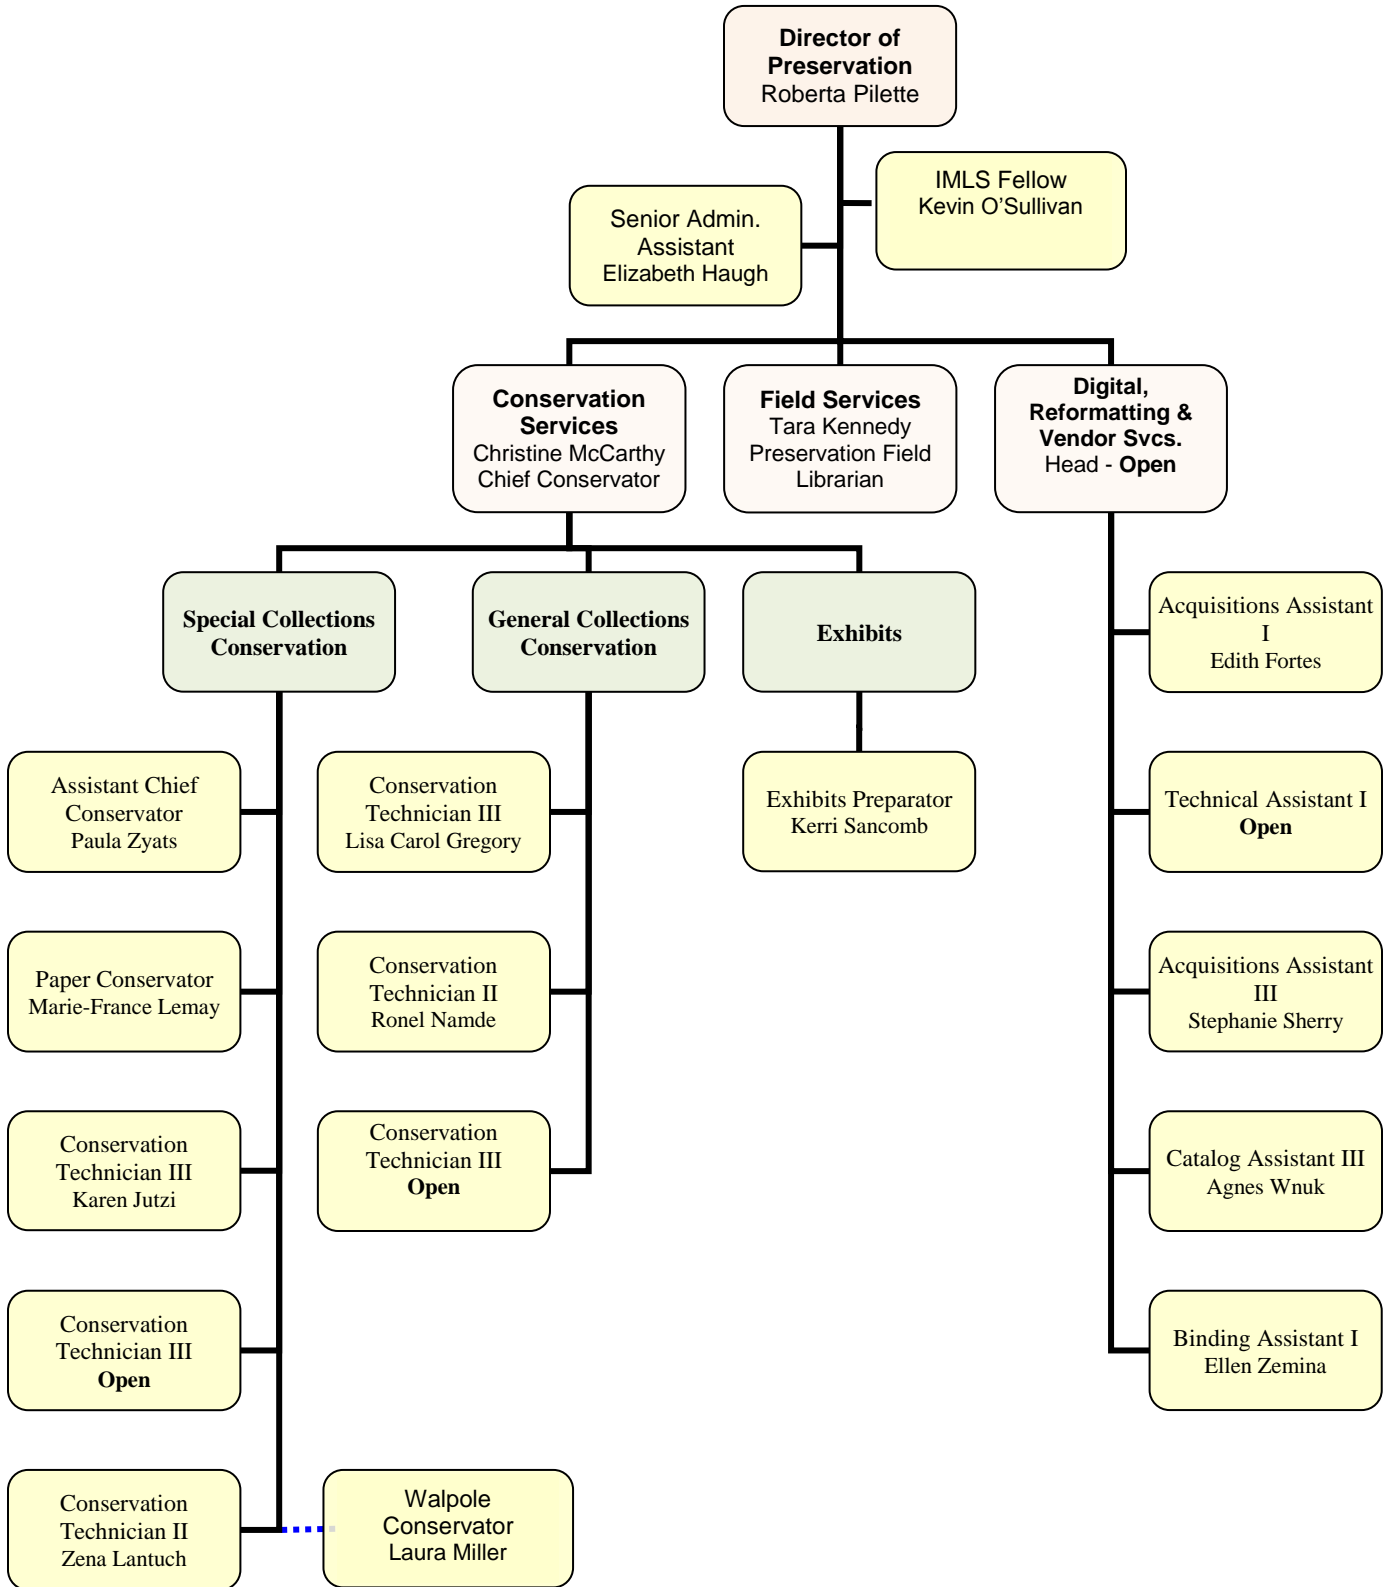 Director of
Preservation
Roberta Pilette
IMLS Fellow
Kevin O’Sullivan
Senior Admin.
Assistant
Elizabeth Haugh
Conservation
Services
Christine McCarthy
Chief Conservator
Field Services
Tara Kennedy
Preservation Field
Librarian
Digital,
Reformatting &
Vendor Svcs.
Head - Open
Special Collections
Conservation
General Collections
Conservation
Exhibits
Acquisitions Assistant
I
Edith Fortes
Assistant Chief
Conservator
Paula Zyats
Conservation
Technician III
Lisa Carol Gregory
Exhibits Preparator
Kerri Sancomb
Technical Assistant I
Open
Paper Conservator
Marie-France Lemay
Conservation
Technician II
Ronel Namde
Acquisitions Assistant
III
Stephanie Sherry
Conservation
Technician III
Karen Jutzi
Conservation
Technician III
Open
Catalog Assistant III
Agnes Wnuk
Conservation
Technician III
Open
Binding Assistant I
Ellen Zemina
Conservation
Technician II
Zena Lantuch
Walpole
Conservator
Laura Miller